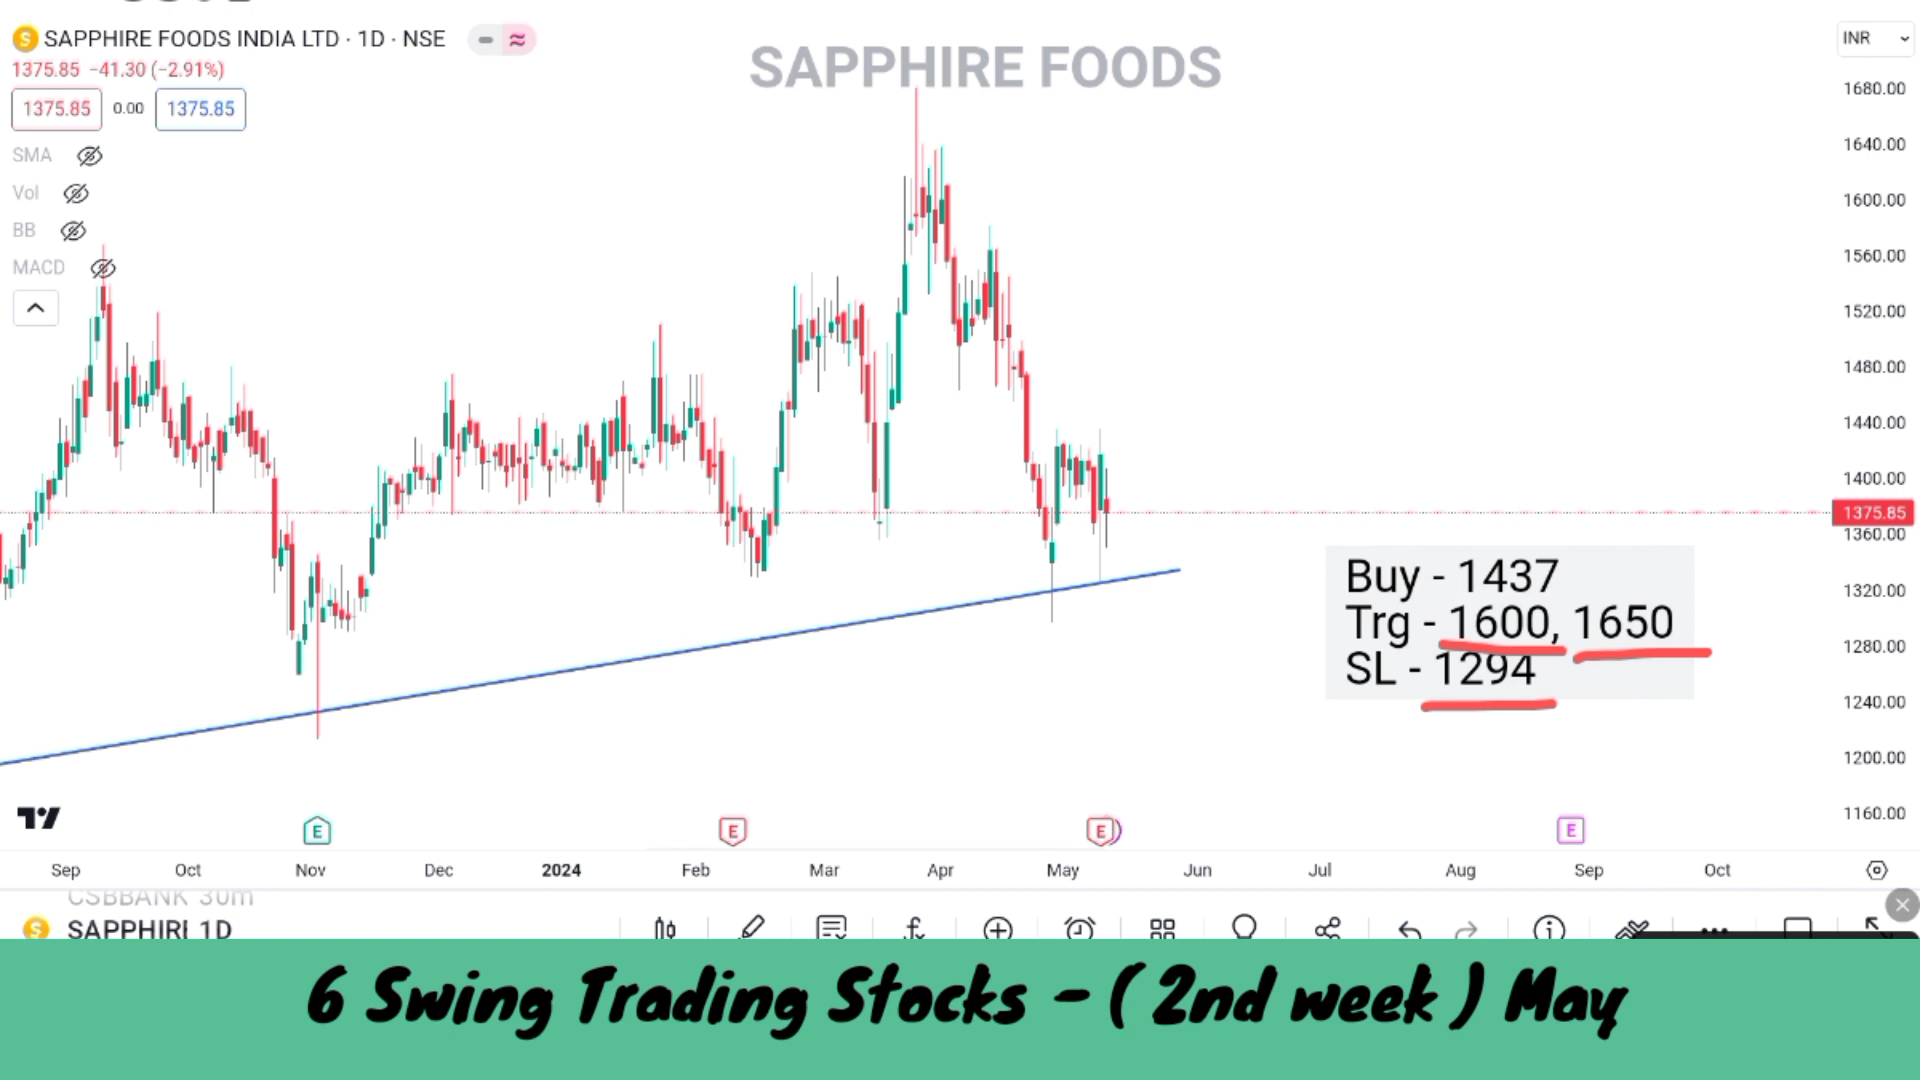 SAPPHIRE FOODS INDIA LTD · 1D · NSE
1375.85 −41.30 (−2.91%)
1375.85 0.00 1375.85
SMA
Vol
BB
MACD
SAPPHIRE FOODS
INR
1680.00
1640.00
1600.00
1560.00
1520.00
1480.00
1440.00
1400.00
1375.85
1360.00
1320.00
1280.00
1240.00
1200.00
1160.00
Buy - 1437
Trg - 1600, 1650
SL - 1294
E E E E
Sep Oct Nov Dec 2024 Feb Mar Apr May Jun Jul Aug Sep Oct
CSBBANK 30m
SAPPHIRE 1D
6 Swing Trading Stocks - ( 2nd week ) May